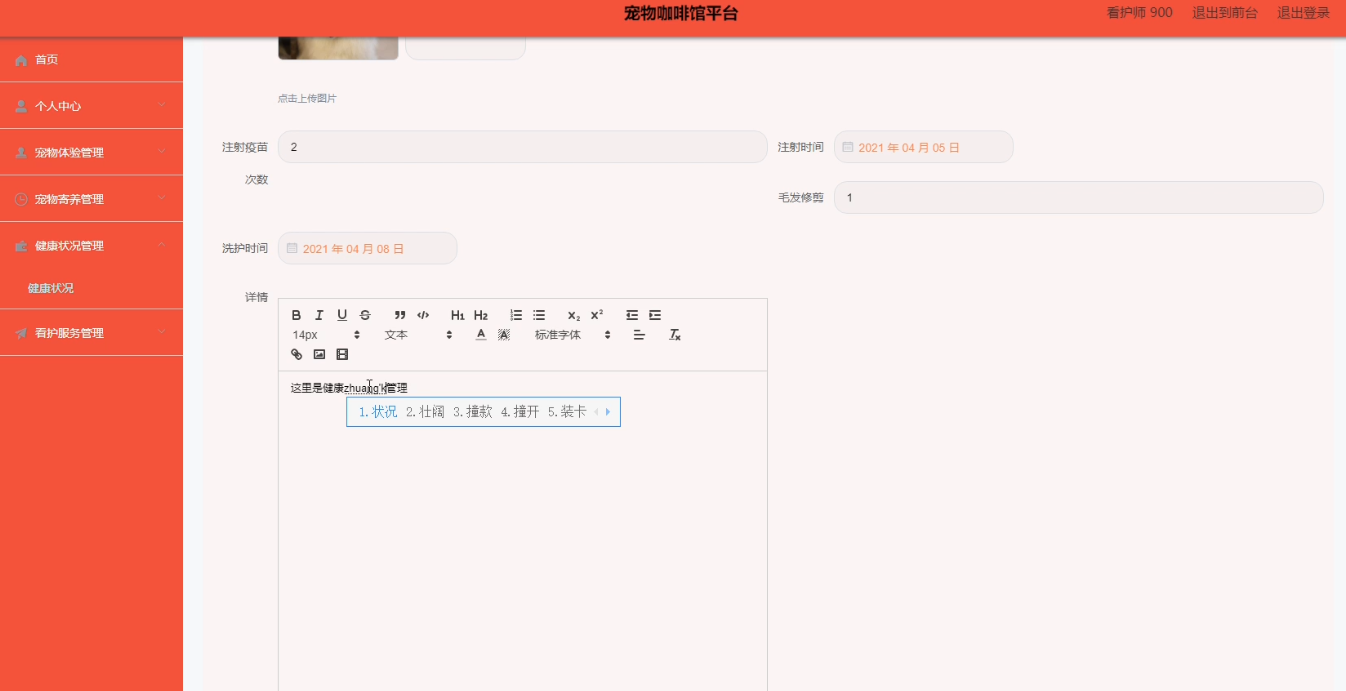 宠物咖啡馆平台
看护师 900 退出到前台 退出登录
首页
个人中心
宠物体验管理
宠物寄养管理
健康状况管理
健康状况
看护服务管理
点击上传图片
注射疫苗次数 2
注射时间 2021 年 04 月 05 日
毛发修剪 1
洗护时间 2021 年 04 月 08 日
详情
B I U S H1 H2 X₂ X²
14px 文本 A A 标准字体
这里是健康zhuang'k管理
1.状况 2.壮阔 3.撞款 4.撞开 5.装卡